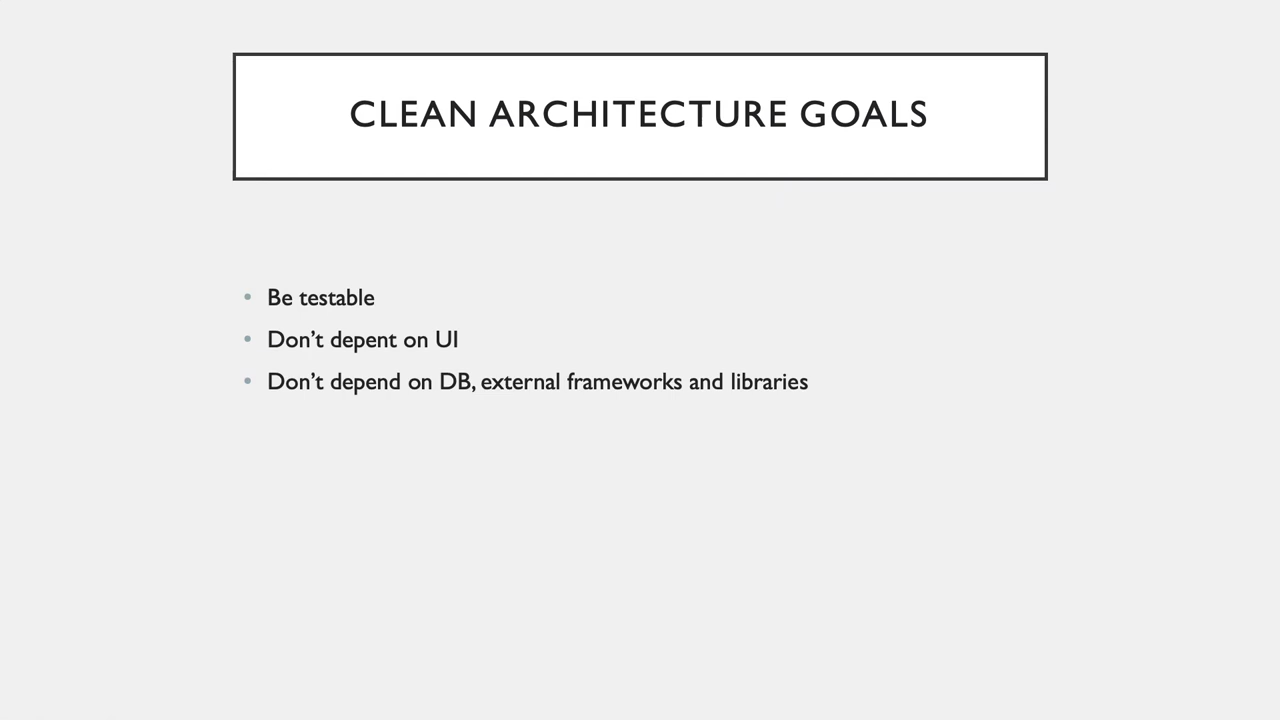 CLEAN ARCHITECTURE GOALS
• Be testable
• Don’t depent on UI
• Don’t depend on DB, external frameworks and libraries